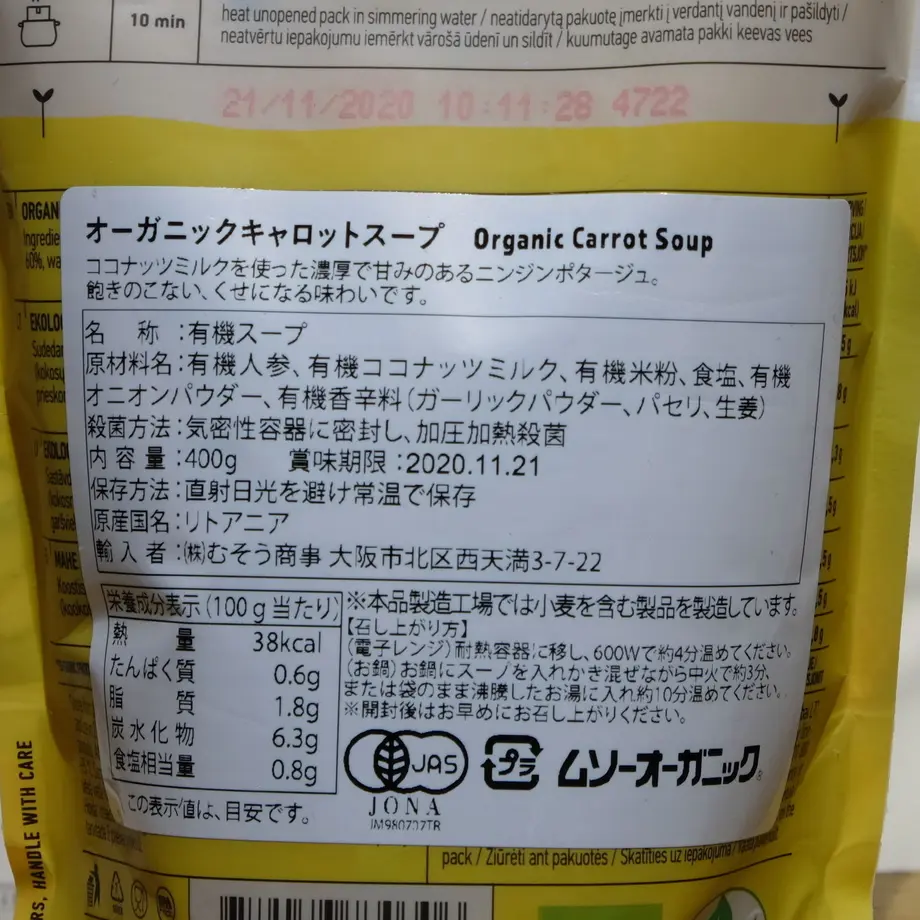 10 min
heat unopened pack in simmering water / neatidarytą pakuotę įmerkti į verdantį vandenį ir pašildyti /
neatvērtu iepakojumu iemērkt vārošā ūdenī un sildīt / kuumutage avamata pakki keevas vees
21/11/2020 10:11:28 4722
オーガニックキャロットスープ Organic Carrot Soup
ココナッツミルクを使った濃厚で甘みのあるニンジンポタージュ。
飽きのこない、くせになる味わいです。
名 称:有機スープ
原材料名:有機人参、有機ココナッツミルク、有機米粉、食塩、有機
オニオンパウダー、有機香辛料(ガーリックパウダー、パセリ、生姜)
殺菌方法:気密性容器に密封し、加圧加熱殺菌
内容量:400g 賞味期限:2020.11.21
保存方法:直射日光を避け常温で保存
原産国名:リトアニア
輸入者:㈱むそう商事 大阪市北区西天満3-7-22
栄養成分表示(100g当たり)
熱量 38kcal
たんぱく質 0.6g
脂質 1.8g
炭水化物 6.3g
食塩相当量 0.8g
この表示値は、目安です。
※本品製造工場では小麦を含む製品を製造しています。
【召し上がり方】
(電子レンジ)耐熱容器に移し、600Wで約4分温めてください。
(お鍋)お鍋にスープを入れかき混ぜながら中火で約3分、
または袋のまま沸騰したお湯に入れ約10分温めてください。
※開封後はお早めにお召し上がりください。
JAS
JONA
プラ
ムソーオーガニック®
HANDLE WITH CARE
pack / Žiūrėti ant pakuotės / Skatīties uz iepakojuma /